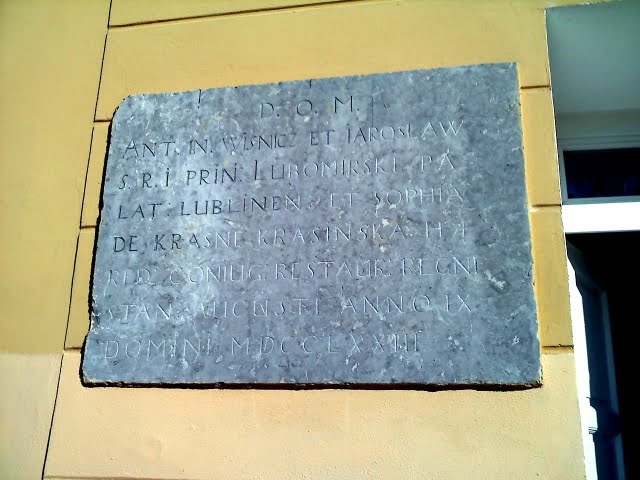 D. O. M.
ANT. IN. WISNICZ ET IAROSLAW
S. R. I PRIN: LUBOMIRSKI. PA
LAT: LUBLINEN: ET SOPHIA
DE KRASNE KRASINSKA. HÆ
RED: CONIUG: RESTAUR: REGNI
STAN: AUGUSTI ANNO IX
DOMINI MDCCLXXIII